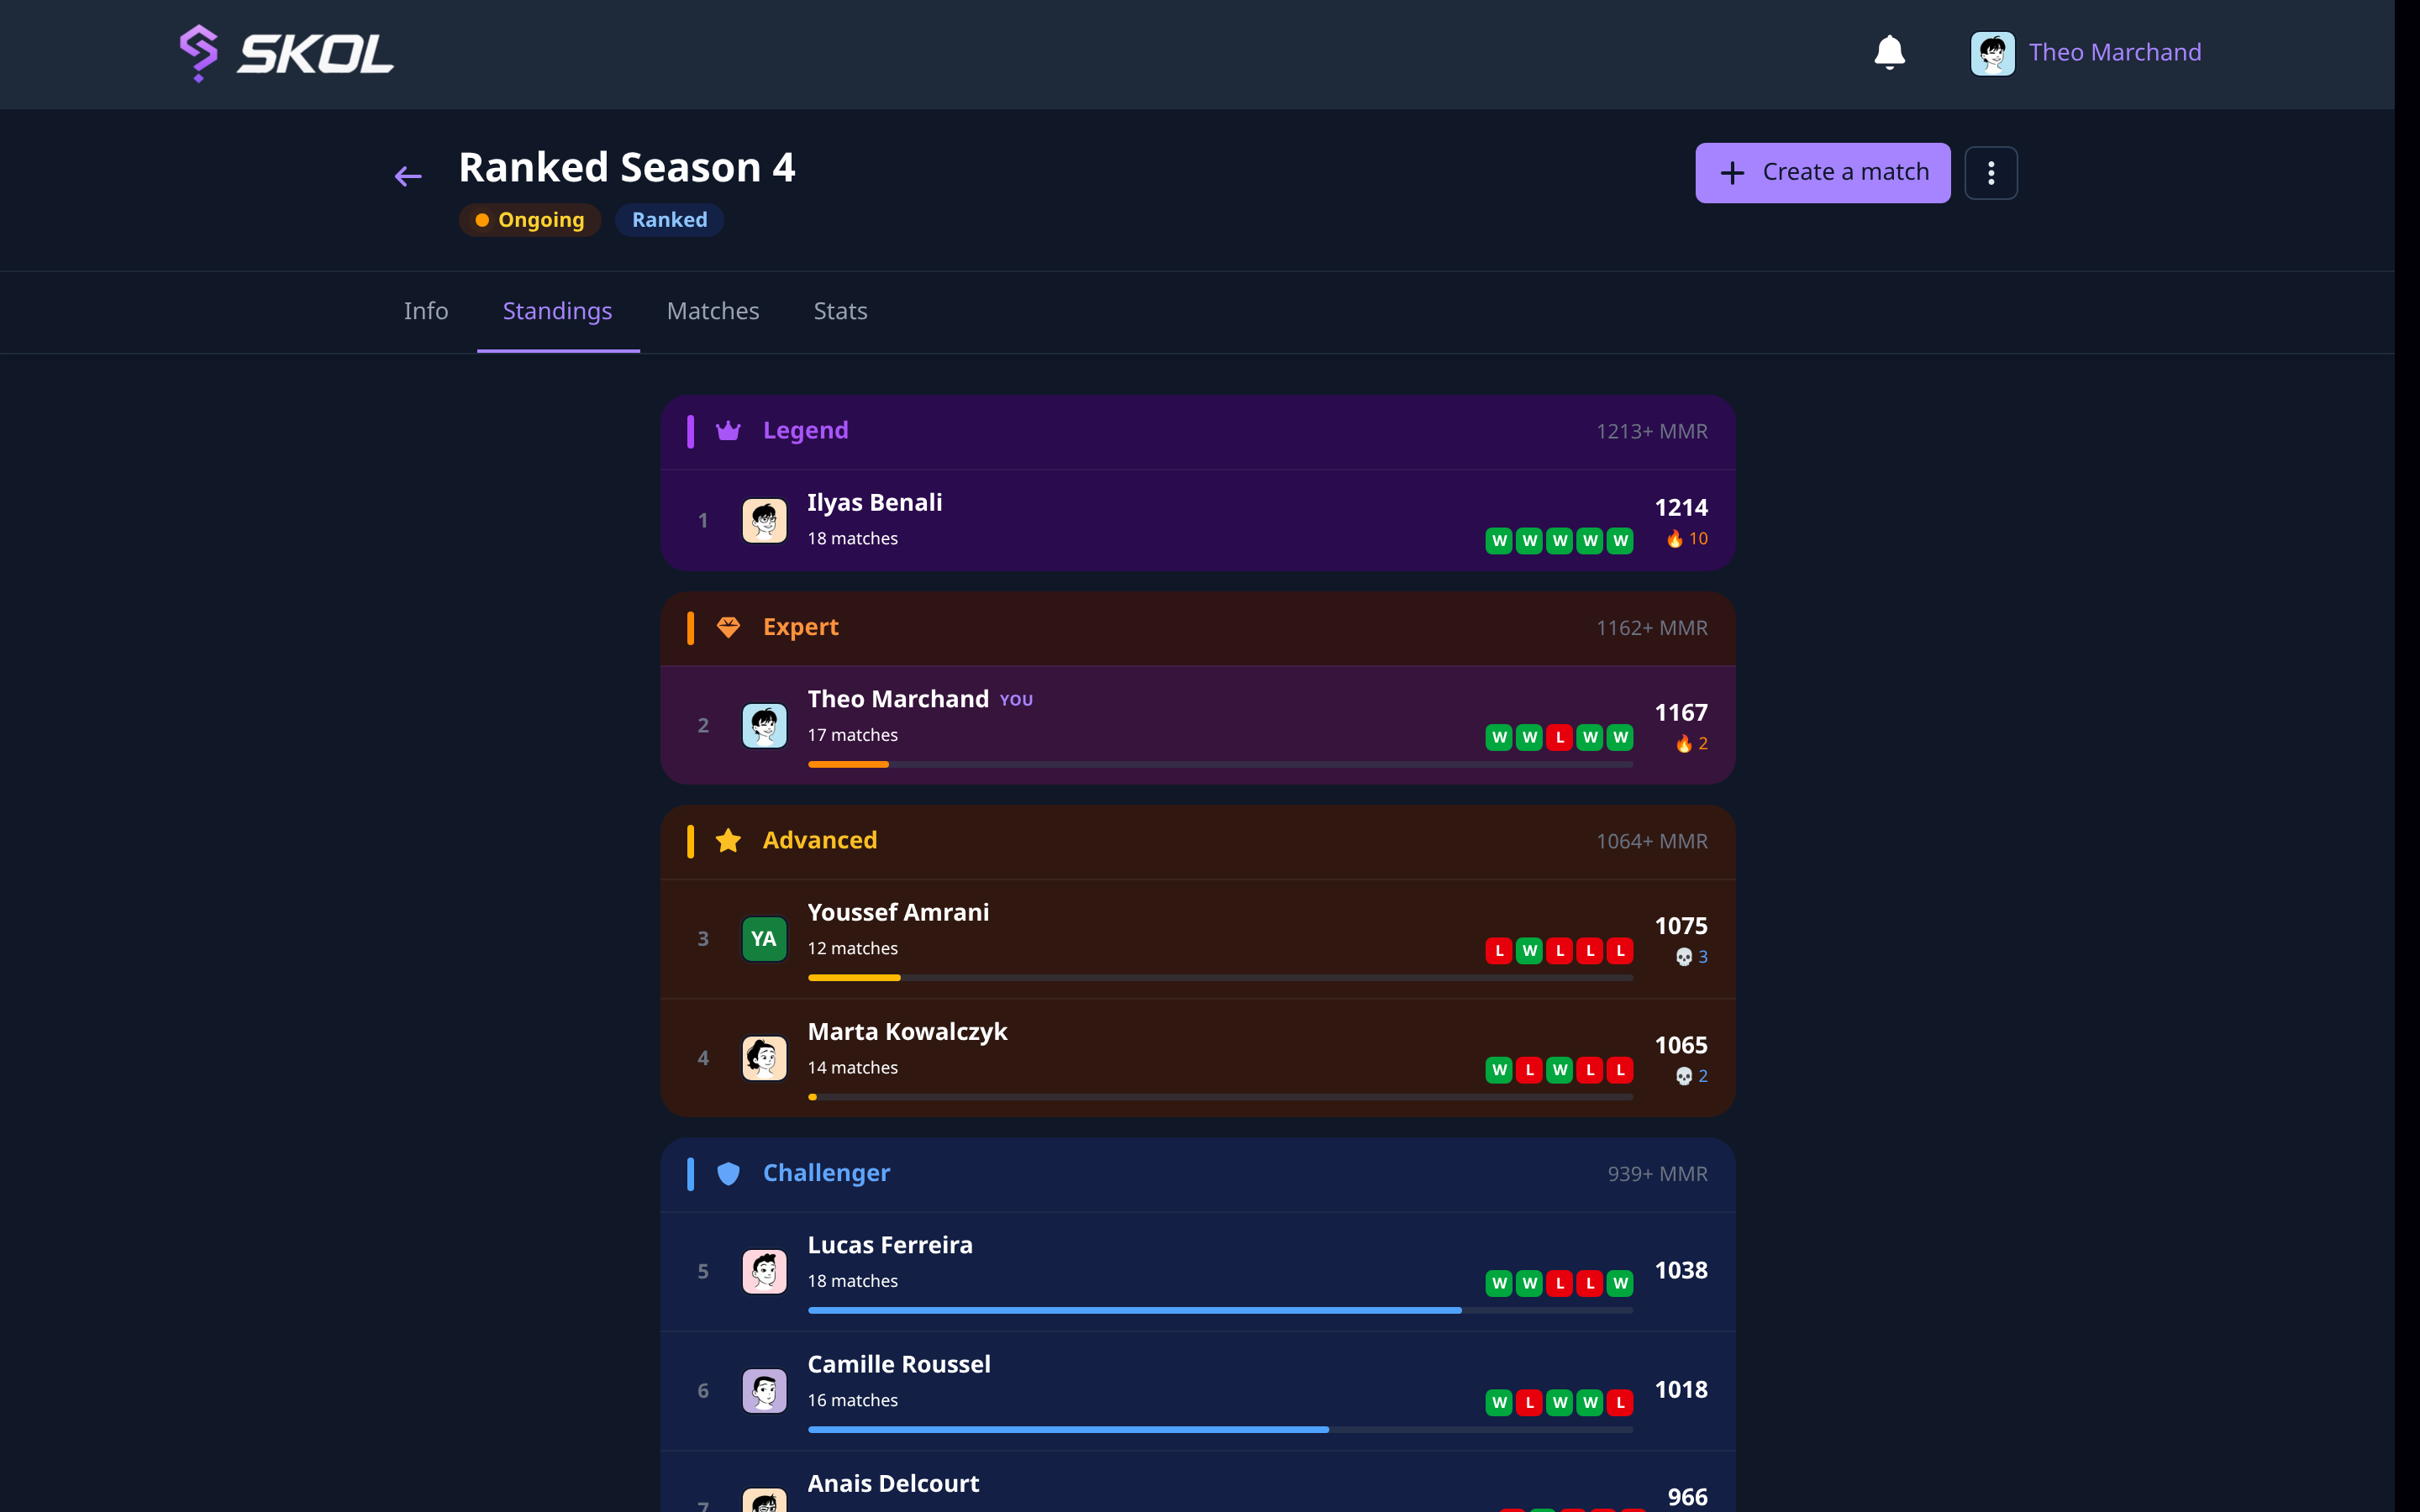 SKOL
Theo Marchand
Ranked Season 4
Create a match
Ongoing
Ranked
Info
Standings
Matches
Stats
Legend
1213+ MMR
1
Ilyas Benali
18 matches
W W W W W
1214
🔥 10
Expert
1162+ MMR
2
Theo Marchand YOU
17 matches
W W L W W
1167
🔥 2
Advanced
1064+ MMR
3
YA
Youssef Amrani
12 matches
L W L L L
1075
💀 3
4
Marta Kowalczyk
14 matches
W L W L L
1065
💀 2
Challenger
939+ MMR
5
Lucas Ferreira
18 matches
W W L L W
1038
6
Camille Roussel
16 matches
W L W W L
1018
7
Anais Delcourt
966